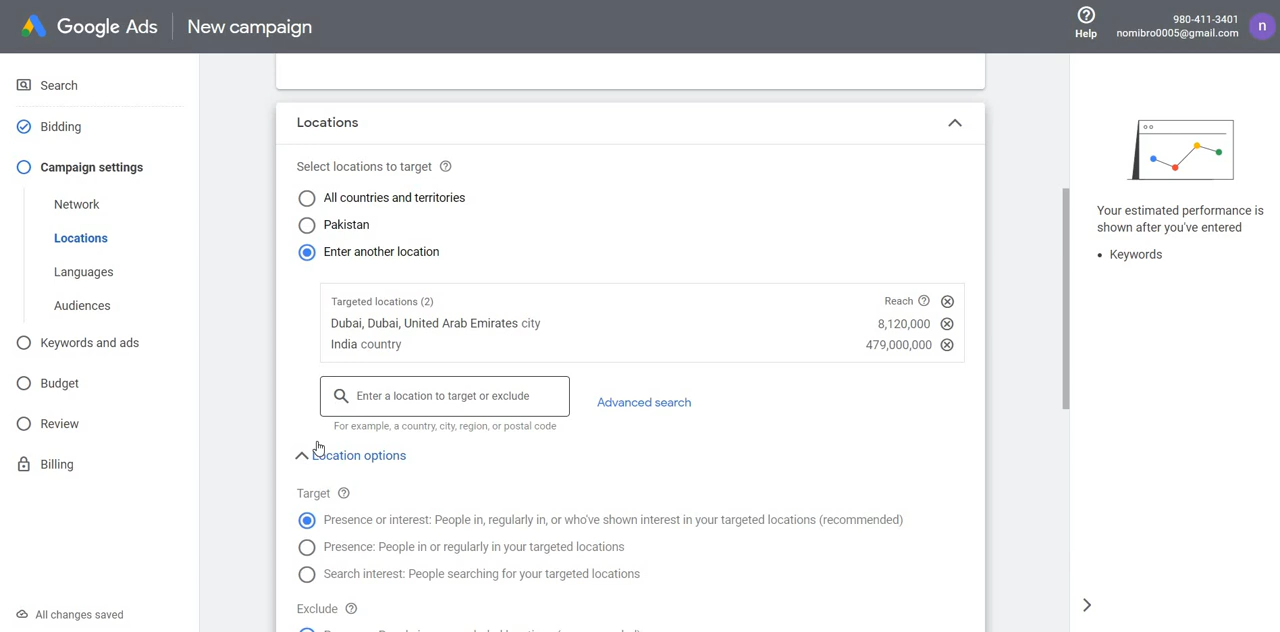 Google Ads
New campaign
Help
980-411-3401
nomibro0005@gmail.com
n
Search
Bidding
Campaign settings
Network
Locations
Languages
Audiences
Keywords and ads
Budget
Review
Billing
All changes saved
Locations
Select locations to target
All countries and territories
Pakistan
Enter another location
Targeted locations (2)
Reach
Dubai, Dubai, United Arab Emirates city
8,120,000
India country
479,000,000
Enter a location to target or exclude
Advanced search
For example, a country, city, region, or postal code
Location options
Target
Presence or interest: People in, regularly in, or who've shown interest in your targeted locations (recommended)
Presence: People in or regularly in your targeted locations
Search interest: People searching for your targeted locations
Exclude
Your estimated performance is
shown after you've entered
• Keywords